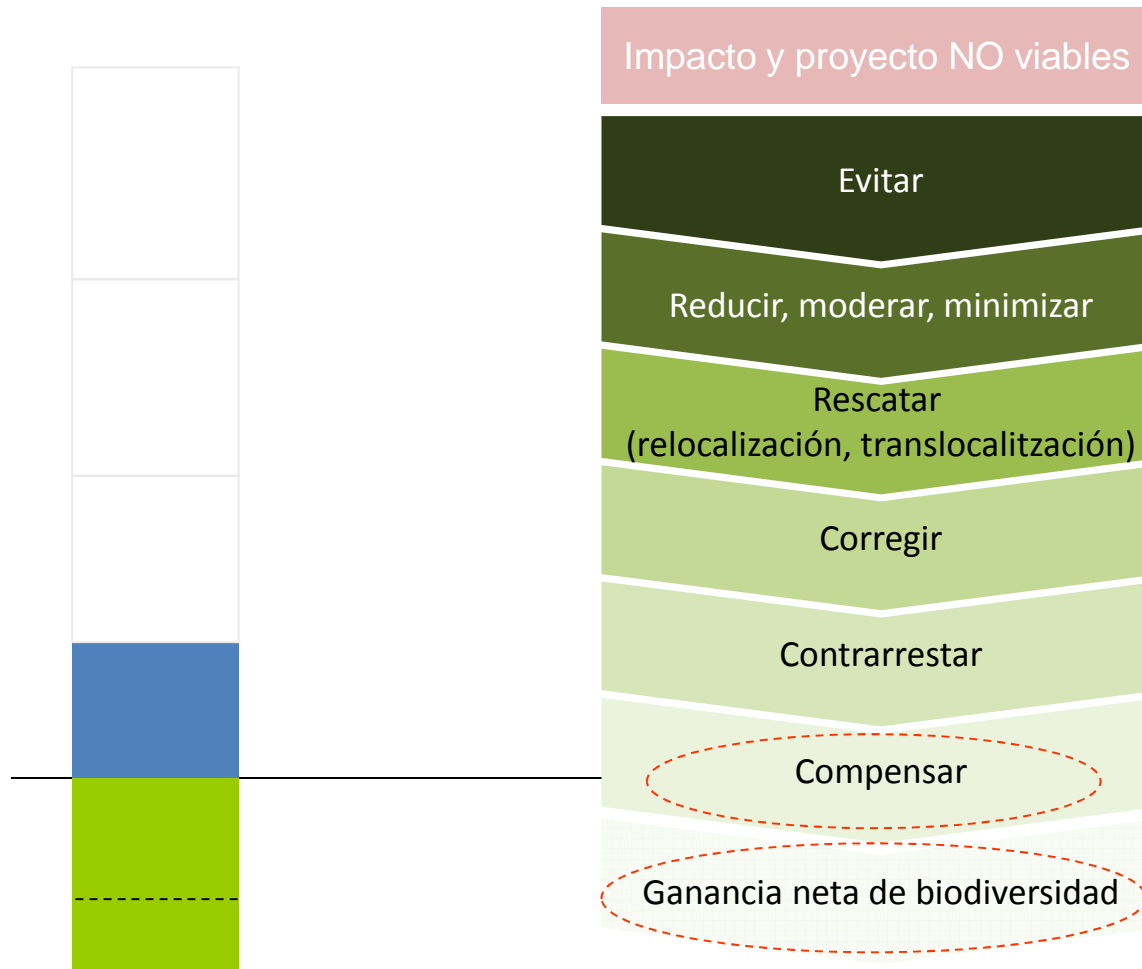 Impacto y proyecto NO viables
Evitar
Reducir, moderar, minimizar
Rescatar
(relocalización, translocalitzación)
Corregir
Contrarrestar
Compensar
Ganancia neta de biodiversidad